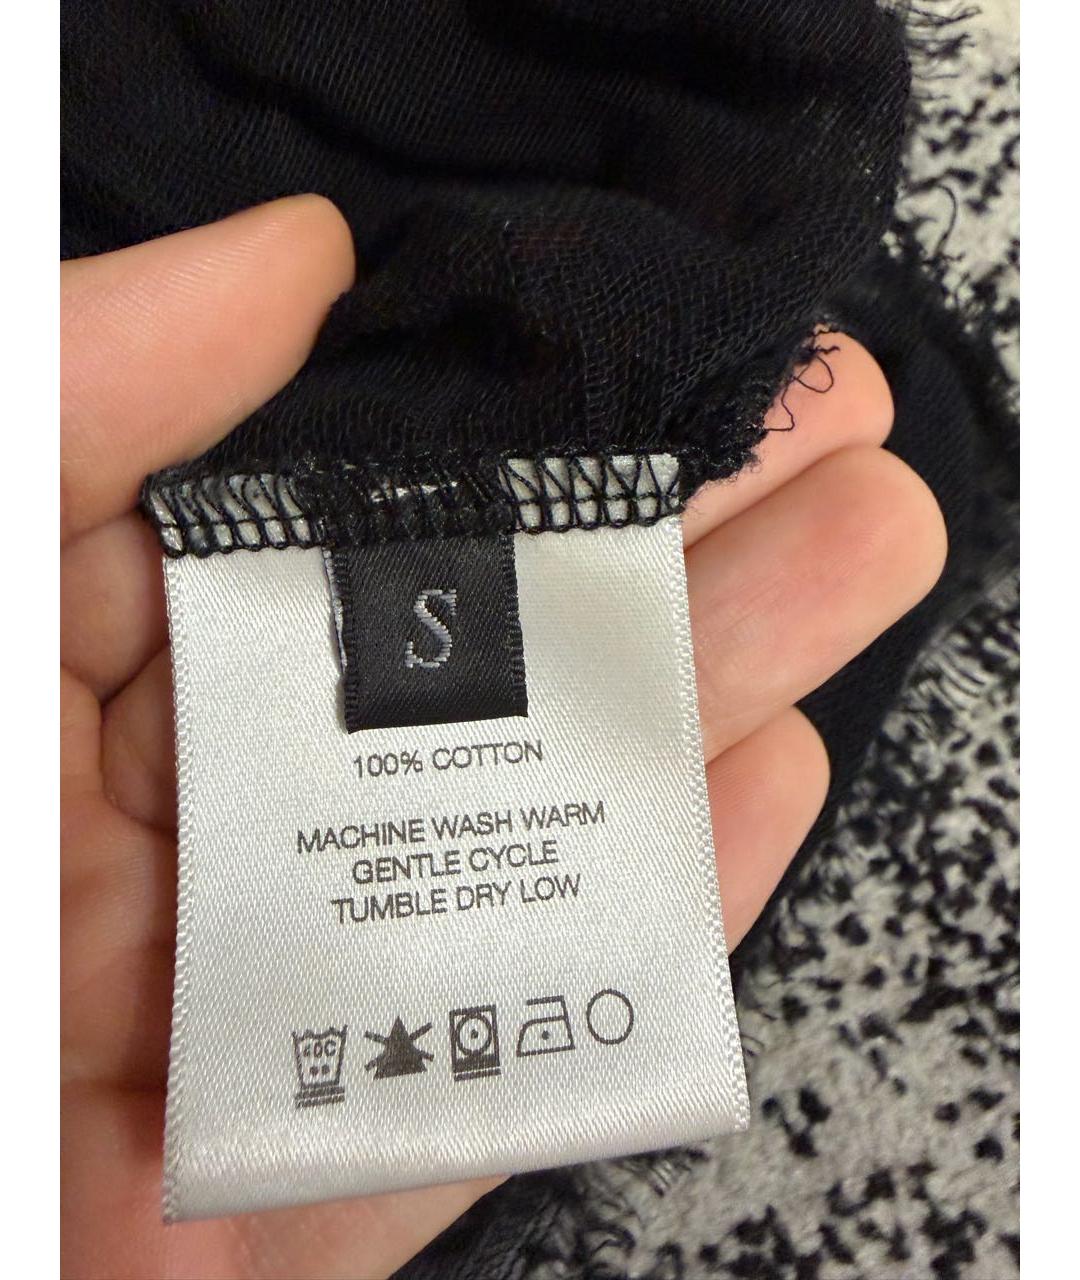 S
100% COTTON
MACHINE WASH WARM
GENTLE CYCLE
TUMBLE DRY LOW
40C